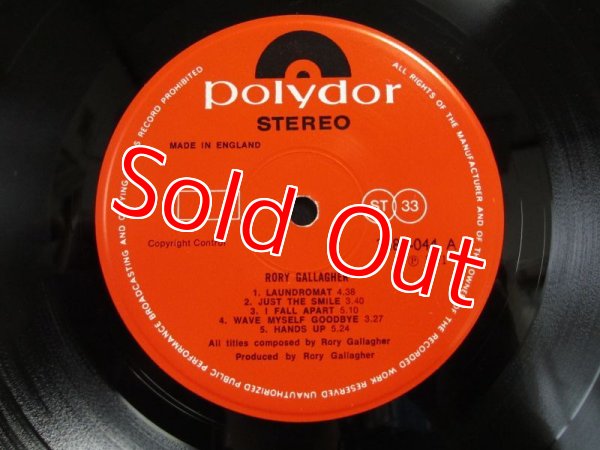 polydor
STEREO
MADE IN ENGLAND
Sold Out
ST 33
Copyright Control
A
RORY GALLAGHER
1. LAUNDROMAT 4.38
2. JUST THE SMILE 3.40
3. I FALL APART 5.10
4. WAVE MYSELF GOODBYE 3.27
5. HANDS UP 5.24
All titles composed by Rory Gallagher
Produced by Rory Gallagher
ALL RIGHTS OF THE MANUFACTURER AND OF THE OWNER OF THE RECORDED WORK RESERVED UNAUTHORIZED PUBLIC PERFORMANCE BROADCASTING AND COPYING RECORD PROHIBITED